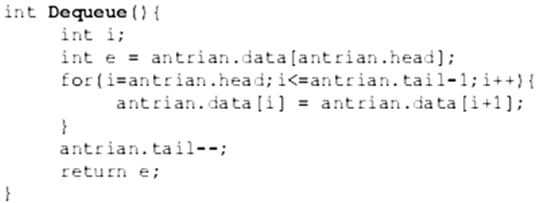 int Dequeue(){
int i;
int e = antrian.data[antrian.head];
for(i=antrian.head;i<=antrian.tail-1;i++){
antrian.data[i] = antrian.data[i+1];
}
antrian.tail--;
return e;
}